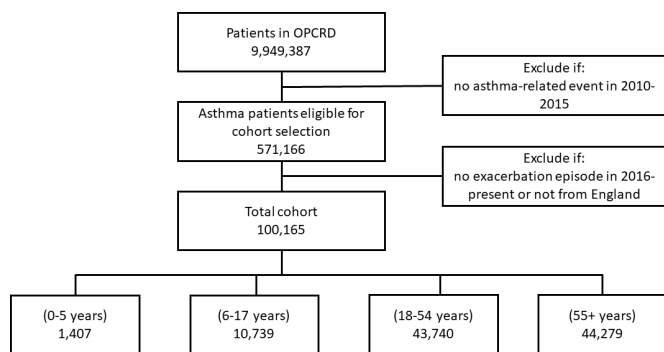 Patients in OPCRD
9,949,387
Exclude if:
no asthma-related event in 2010-
2015
Asthma patients eligible for
cohort selection
571,166
Exclude if:
no exacerbation episode in 2016-
present or not from England
Total cohort
100,165
(0-5 years)
1,407
(6-17 years)
10,739
(18-54 years)
43,740
(55+ years)
44,279